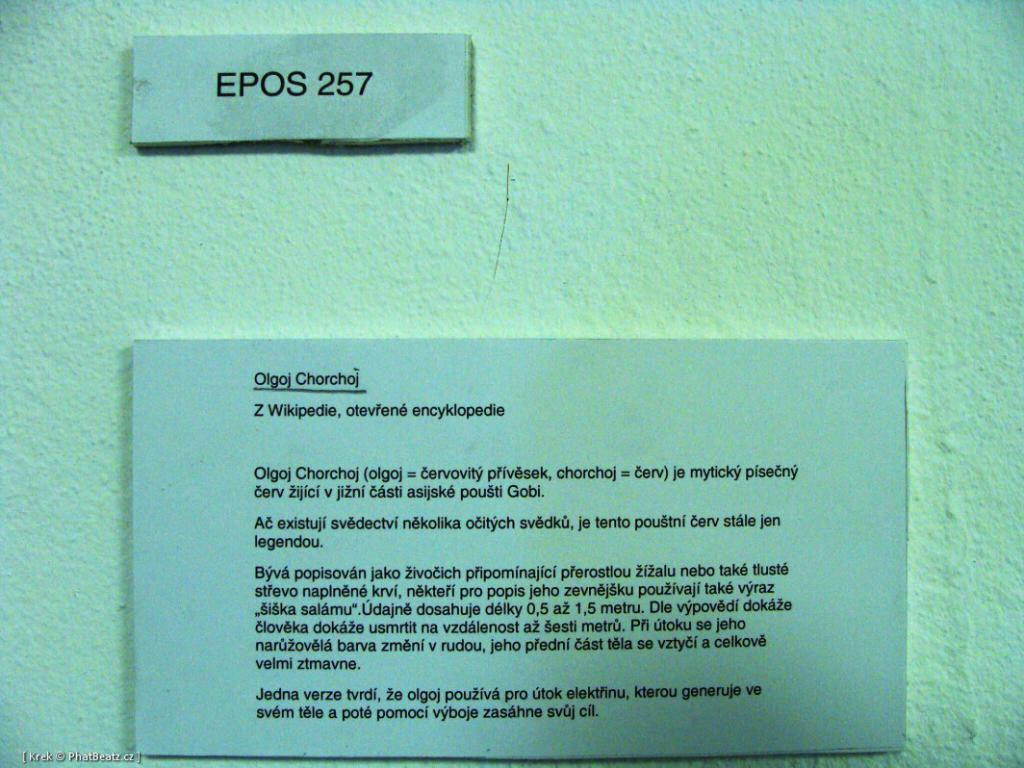 EPOS 257
Olgoj Chorchoj
Z Wikipedie, otevřené encyklopedie
Olgoj Chorchoj (olgoj = červovitý přívěsek, chorchoj = červ) je mytický písečný
červ žijící v jižní části asijské poušti Gobi.
Ač existují svědectví několika očitých svědků, je tento pouštní červ stále jen
legendou.
Bývá popisován jako živočich připomínající přerostlou žížalu nebo také tlusté
střevo naplněné krví, někteří pro popis jeho zevnějšku používají také výraz
„šiška salámu“.Údajně dosahuje délky 0,5 až 1,5 metru. Dle výpovědí dokáže
člověka dokáže usmrtit na vzdálenost až šesti metrů. Při útoku se jeho
narůžovělá barva změní v rudou, jeho přední část těla se vztyčí a celkově
velmi ztmavne.
Jedna verze tvrdí, že olgoj používá pro útok elektřinu, kterou generuje ve
svém těle a poté pomocí výboje zasáhne svůj cíl.
[ Krek © PhatBeatz.cz ]